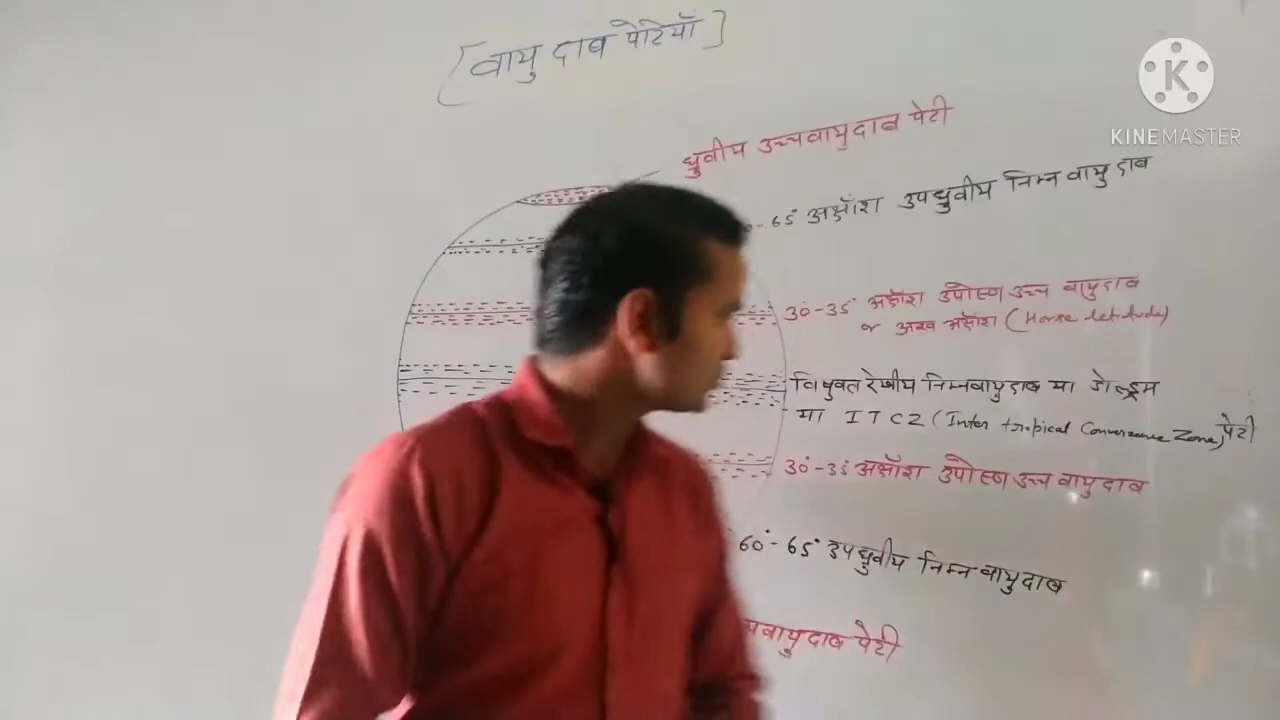 [वायु दाब पेटियाँ]
KINEMASTER
ध्रुवीय उच्चवायुदाब पेटी
-65° अक्षाँश उपध्रुवीय निम्न वायु दाब
30°-35° अक्षाँश उपोष्ण उच्च वायुदाब
or अश्व अक्षाँश (Horse latitude)
विषुवत रेखीय निम्नवायुदाब या डोल्ड्रम
या ITCZ (Inter tropical Convergence Zone) पेटी
30°-35° अक्षाँश उपोष्ण उच्च वायुदाब
60°-65° उपध्रुवीय निम्न वायुदाब
वायुदाब पेटी